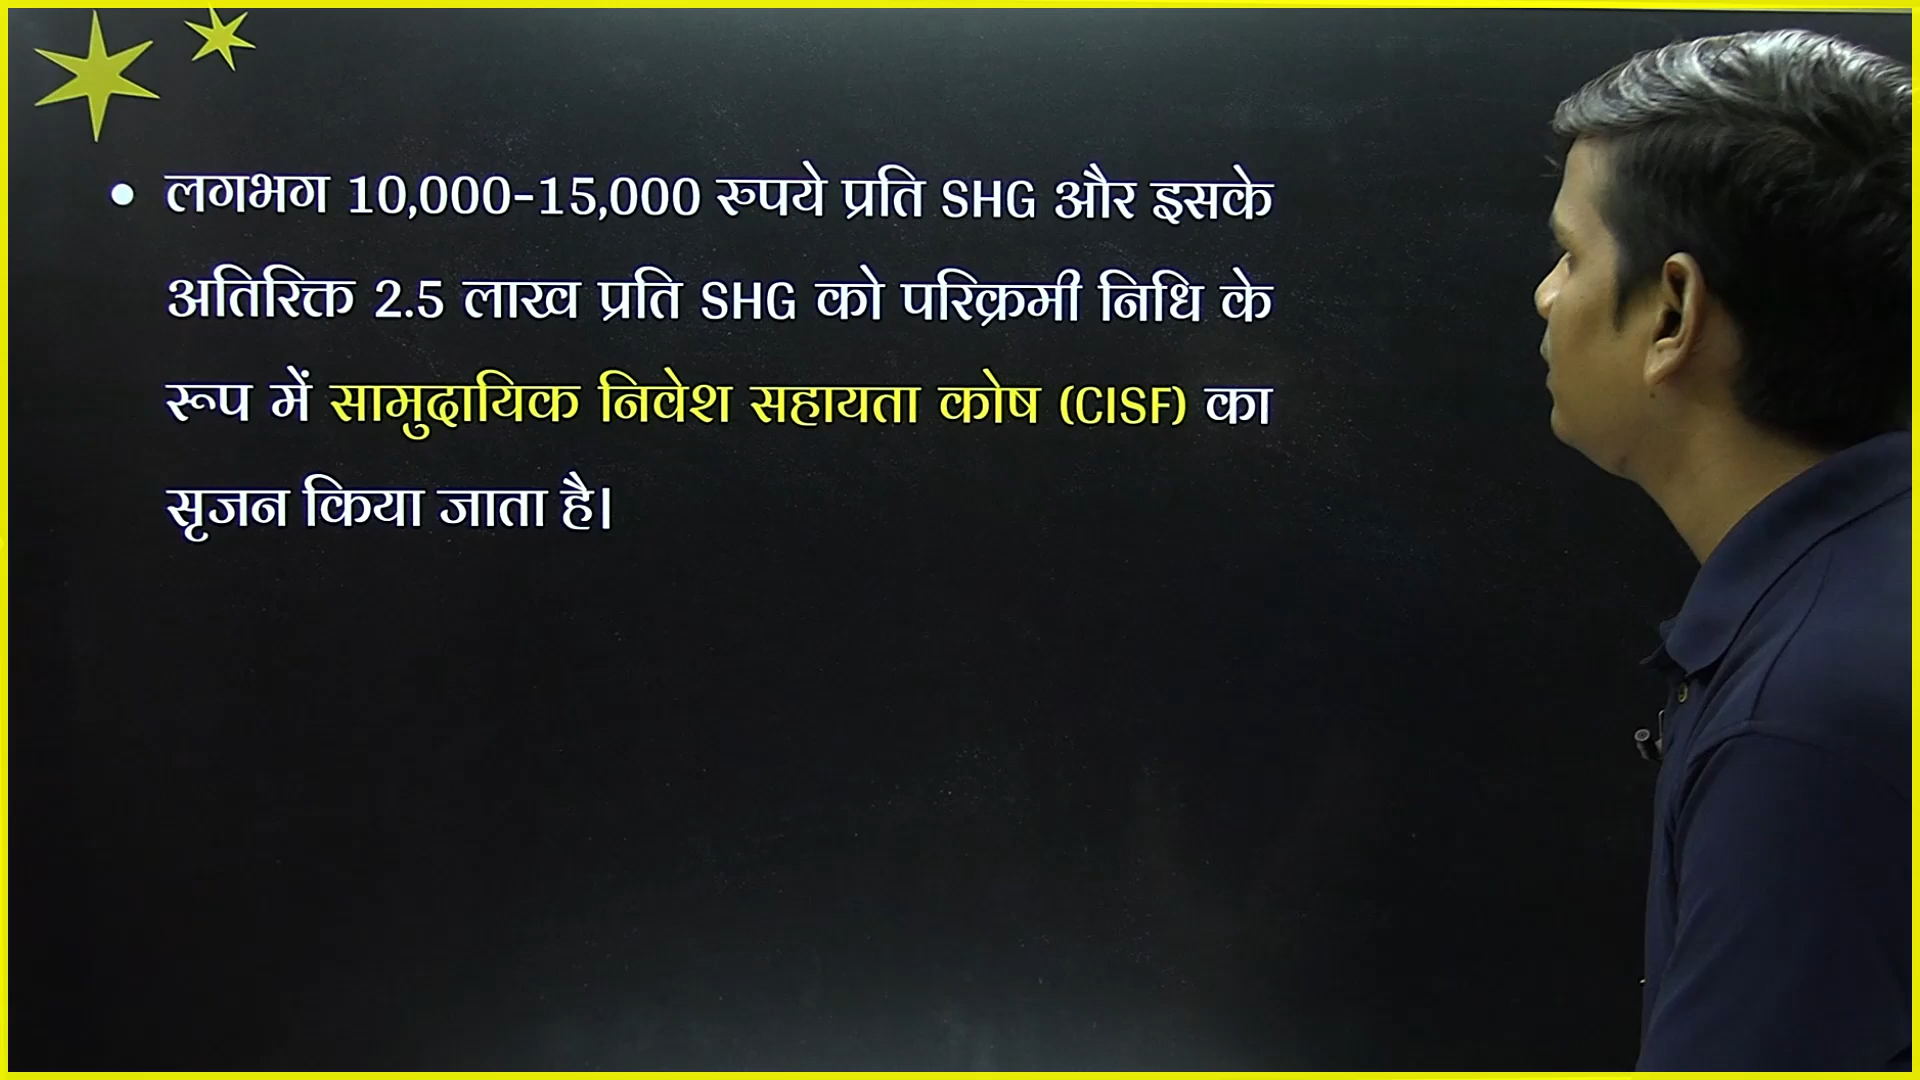 • लगभग 10,000-15,000 रुपये प्रति SHG और इसके
अतिरिक्त 2.5 लाख प्रति SHG को परिक्रमी निधि के
रूप में सामुदायिक निवेश सहायता कोष (CISF) का
सृजन किया जाता है।